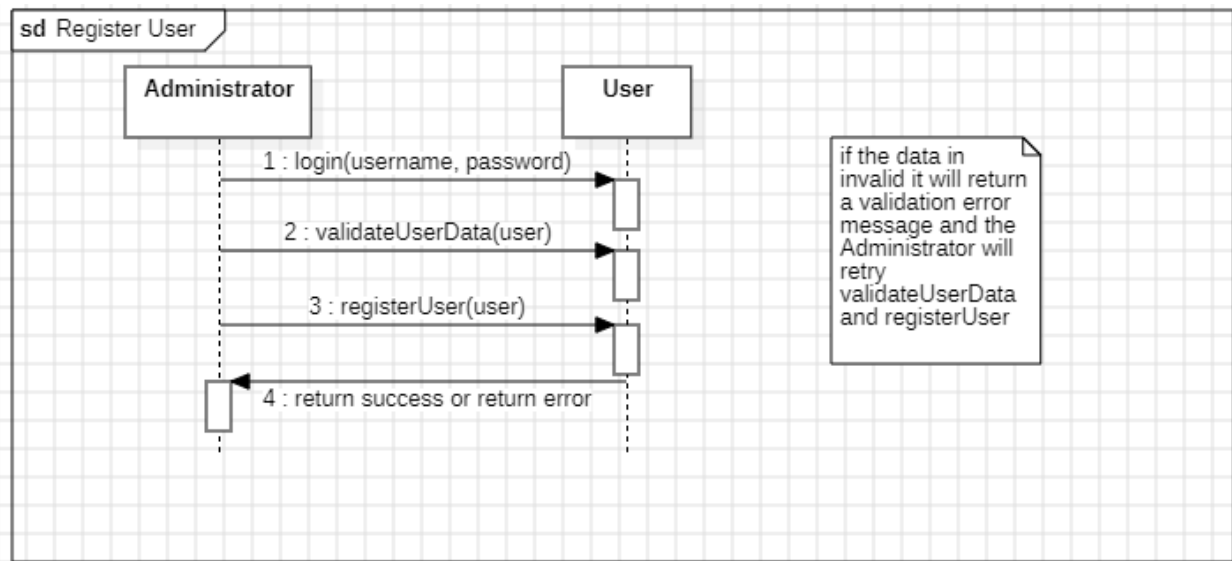 sd Register User
Administrator
User
1 : login(username, password)
2 : validateUserData(user)
3 : registerUser(user)
4 : return success or return error
if the data in
invalid it will return
a validation error
message and the
Administrator will
retry
validateUserData
and registerUser